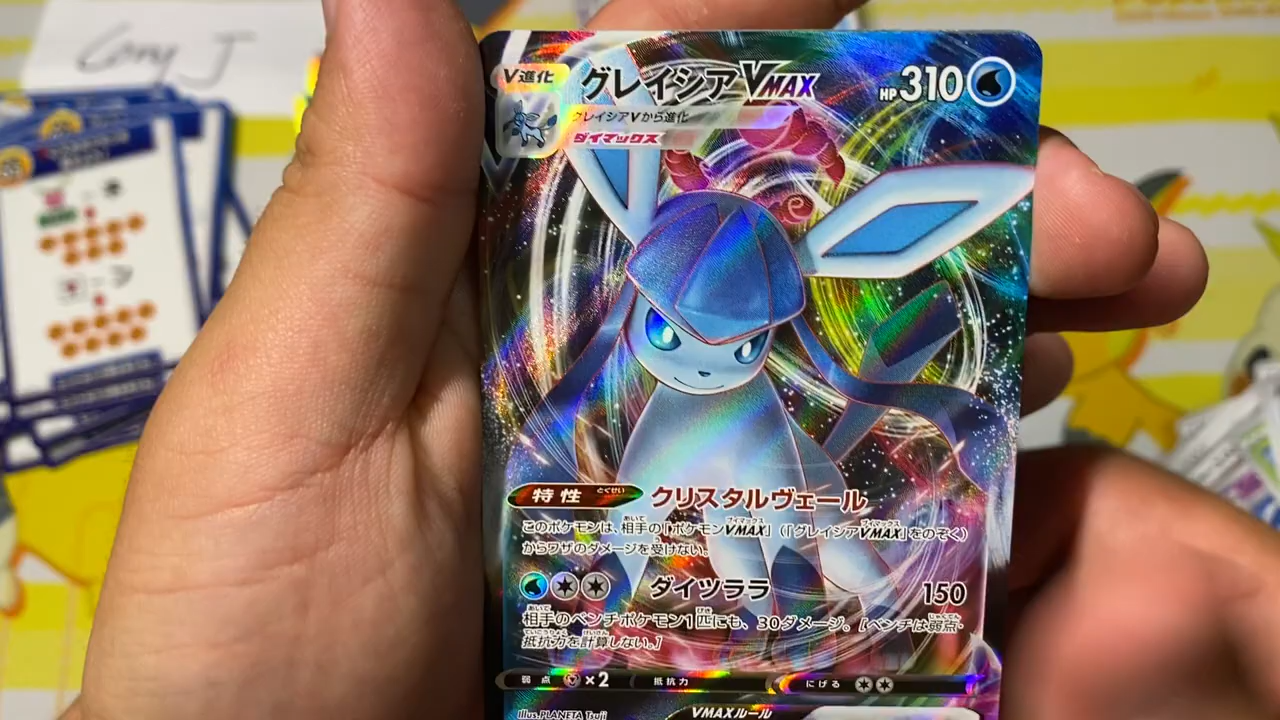 Cory J
V進化
グレイシアVMAX
HP 310
グレイシアVから進化
ダイマックス
特性
とくせい
クリスタルヴェール
このポケモンは、相手の「ポケモンVMAX」(「グレイシアVMAX」をのぞく)
からワザのダメージを受けない。
ダイツララ
150
相手のベンチポケモン1匹にも、30ダメージ。[ベンチは弱点・
抵抗力を計算しない。]
弱点 ×2
抵抗力
にげる
Illus.PLANETA Tsuji
VMAXルール